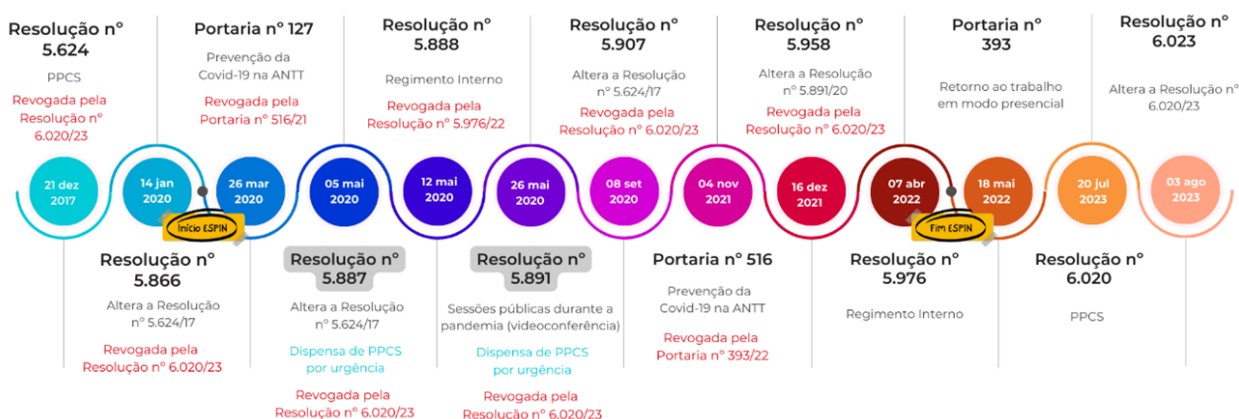 Resolução nº
5.624
PPCS
Revogada pela
Resolução nº
6.020/23
Portaria nº 127
Prevenção da
Covid-19 na ANTT
Revogada pela
Portaria nº 516/21
Resolução nº
5.888
Regimento Interno
Revogada pela
Resolução nº 5.976/22
Resolução nº
5.907
Altera a Resolução
nº 5.624/17
Revogada pela
Resolução nº 6.023/23
Resolução nº
5.958
Altera a Resolução
nº 5.891/20
Revogada pela
Resolução nº 6.023/23
Portaria nº
393
Retorno ao trabalho
em modo presencial
Resolução nº
6.023
Altera a Resolução nº
6.020/23
21 dez
2017
14 jan
2020
26 mar
2020
05 mai
2020
12 mai
2020
26 mai
2020
08 set
2020
04 nov
2021
16 dez
2021
07 abr
2022
18 mai
2022
20 jul
2023
03 ago
2023
Início ESPIN
Fim ESPIN
Resolução nº
5.866
Altera a Resolução
nº 5.624/17
Revogada pela
Resolução nº 6.020/23
Resolução nº
5.887
Altera a Resolução
nº 5.624/17
Dispensa de PPCS
por urgência
Revogada pela
Resolução nº 6.020/23
Resolução nº
5.891
Sessões públicas durante a
pandemia (videoconferência)
Dispensa de PPCS
por urgência
Revogada pela
Resolução nº 6.023/23
Portaria nº 516
Prevenção da
Covid-19 na ANTT
Revogada pela
Portaria nº 393/22
Resolução nº
5.976
Regimento Interno
Resolução nº
6.020
PPCS